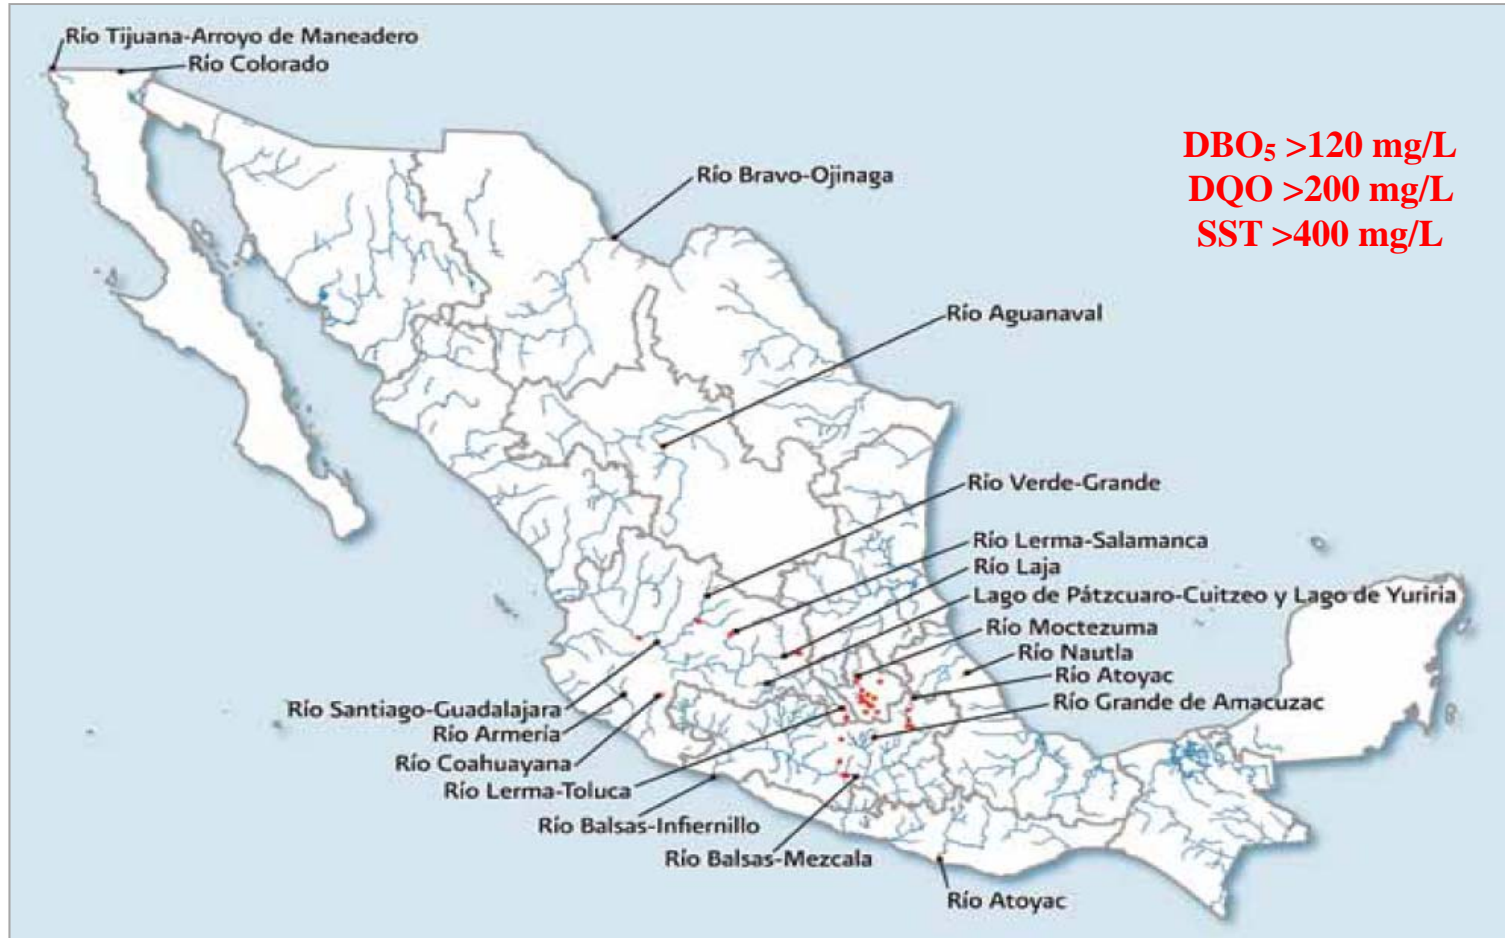 Río Tijuana-Arroyo de Maneadero
Río Colorado
DBO₅ >120 mg/L
DQO >200 mg/L
SST >400 mg/L
Río Bravo-Ojinaga
Río Aguanaval
Río Verde-Grande
Río Lerma-Salamanca
Río Laja
Lago de Pátzcuaro-Cuitzeo y Lago de Yuriria
Río Moctezuma
Río Nautla
Río Atoyac
Río Grande de Amacuzac
Río Santiago-Guadalajara
Río Armería
Río Coahuayana
Río Lerma-Toluca
Río Balsas-Infiernillo
Río Balsas-Mezcala
Río Atoyac